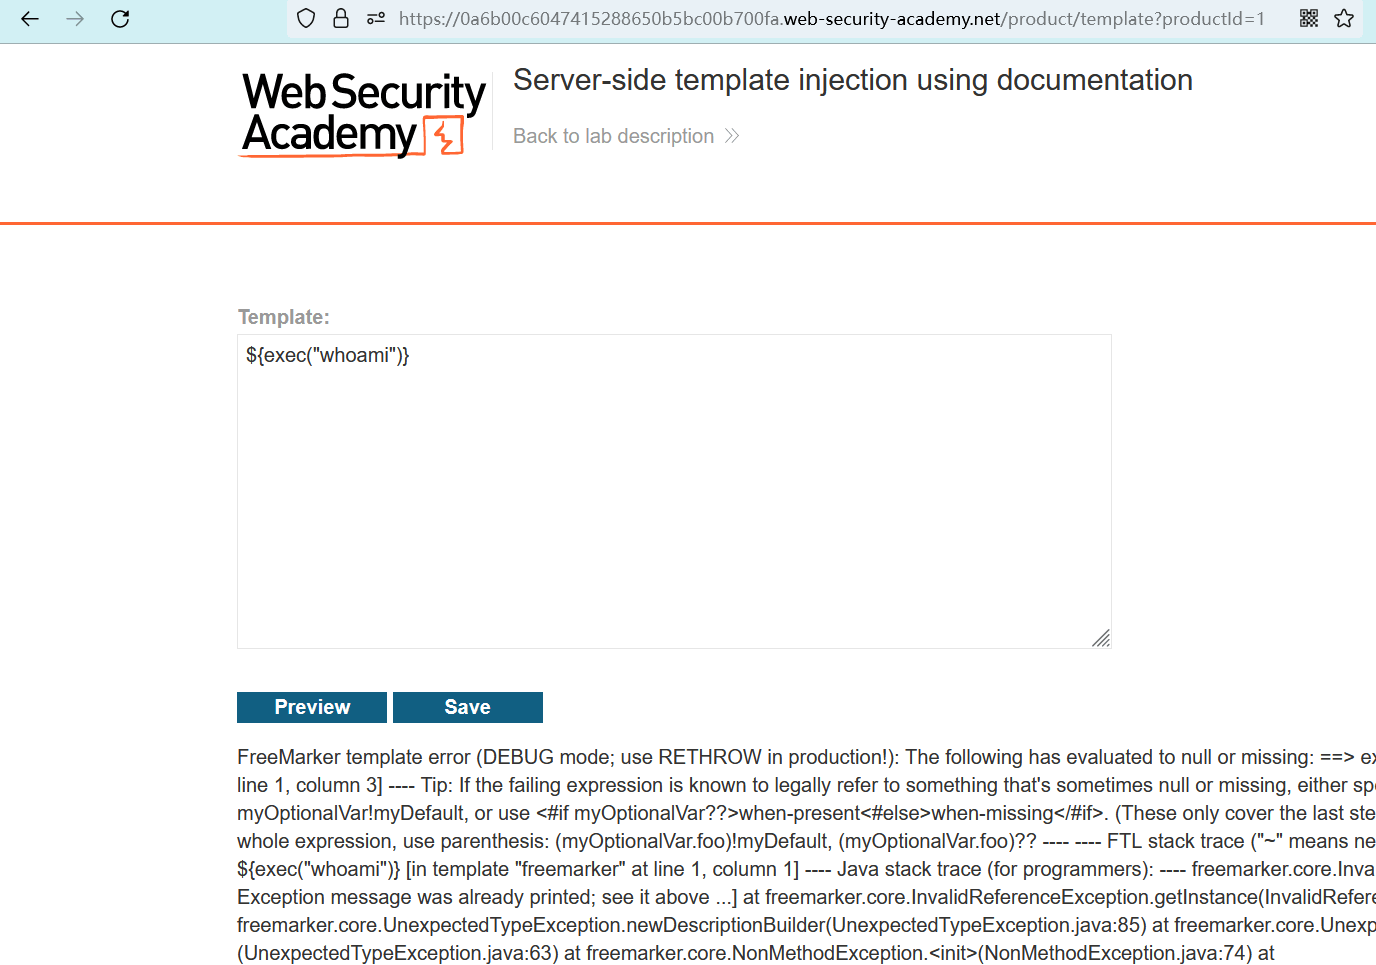 https://0a6b00c6047415288650b5bc00b700fa.web-security-academy.net/product/template?productId=1
Web Security
Academy
Server-side template injection using documentation
Back to lab description
Template:
${exec("whoami")}
Preview Save
FreeMarker template error (DEBUG mode; use RETHROW in production!): The following has evaluated to null or missing: ==> ex
line 1, column 3] ---- Tip: If the failing expression is known to legally refer to something that's sometimes null or missing, either spe
myOptionalVar!myDefault, or use <#if myOptionalVar??>when-present<#else>when-missing</#if>. (These only cover the last ste
whole expression, use parenthesis: (myOptionalVar.foo)!myDefault, (myOptionalVar.foo)?? ---- ---- FTL stack trace ("~" means ne
${exec("whoami")} [in template "freemarker" at line 1, column 1] ---- Java stack trace (for programmers): ---- freemarker.core.Inva
Exception message was already printed; see it above ...] at freemarker.core.InvalidReferenceException.getInstance(InvalidRefere
freemarker.core.UnexpectedTypeException.newDescriptionBuilder(UnexpectedTypeException.java:85) at freemarker.core.Unexp
(UnexpectedTypeException.java:63) at freemarker.core.NonMethodException.<init>(NonMethodException.java:74) at